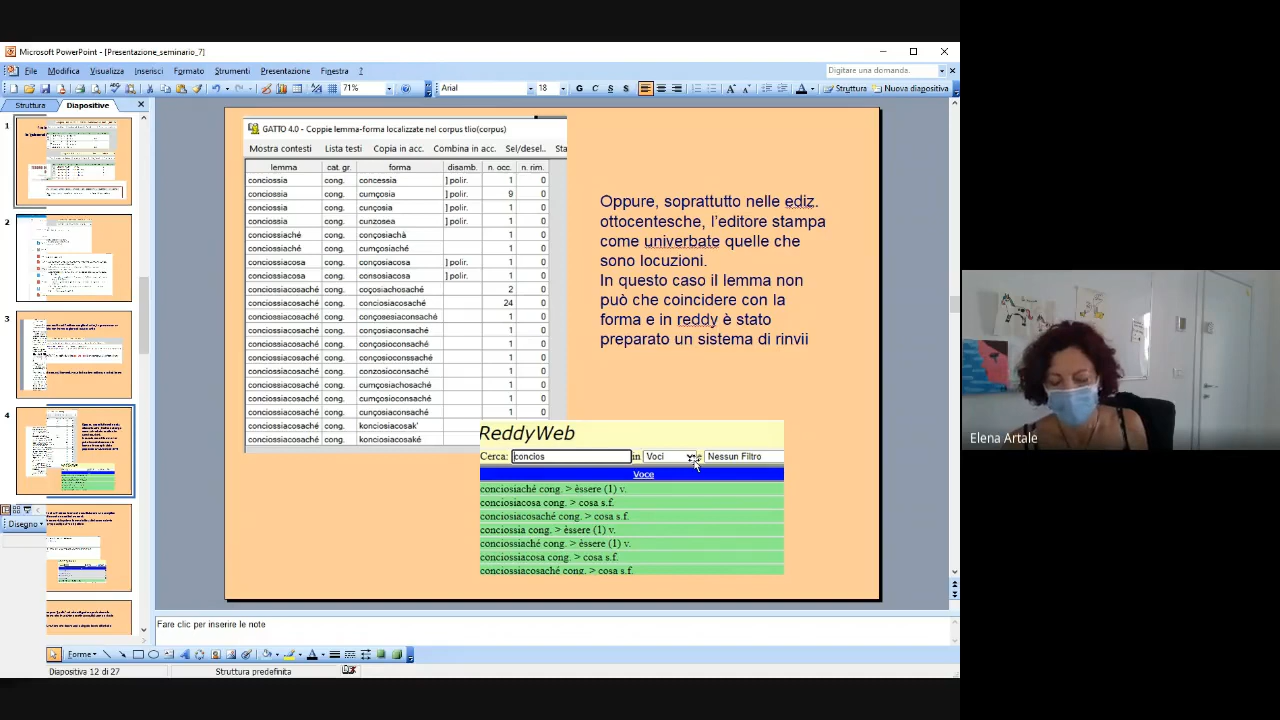 Microsoft PowerPoint - [Presentazione_seminario_7]
File Modifica Visualizza Inserisci Formato Strumenti Presentazione Finestra ?
Digitare una domanda.
71%
Arial
18
G C S S
Struttura
Nuova diapositiva
Struttura
Diapositive
1
2
3
4
GATTO 4.0 - Coppie lemma-forma localizzate nel corpus tlio(corpus)
Mostra contesti Lista testi Copia in acc. Combina in acc. Sel/desel.. Sta
lemma cat. gr. forma disamb. n. occ. n. rim.
conciossia cong. concessia ] polir. 1 0
conciossia cong. cumçosia ] polir. 9 0
conciossia cong. cunçosia ] polir. 1 0
conciossia cong. cunzosea ] polir. 1 0
conciossiaché cong. conçosiachà 1 0
conciossiaché cong. cumçosiaché 1 0
conciossiacosa cong. conçosiacosa ] polir. 1 0
conciossiacosa cong. consosiacosa ] polir. 1 0
conciossiacosaché cong. coçosiachosaché 2 0
conciossiacosaché cong. conciosiacosaché 24 0
conciossiacosaché cong. conçosesiaconsaché 1 0
conciossiacosaché cong. conçosiaconsaché 1 0
conciossiacosaché cong. conçosioconsaché 1 0
conciossiacosaché cong. conçosioconssaché 1 0
conciossiacosaché cong. conzosioconsaché 1 0
conciossiacosaché cong. cumçosiachosaché 1 0
conciossiacosaché cong. cumçosioconsaché 1 0
conciossiacosaché cong. cunçosiaconsaché 1 0
conciossiacosaché cong. konciosiacosak'
conciossiacosaché cong. konciosiacosaké
Oppure, soprattutto nelle ediz.
ottocentesche, l'editore stampa
come univerbate quelle che
sono locuzioni.
In questo caso il lemma non
può che coincidere con la
forma e in reddy è stato
preparato un sistema di rinvii
ReddyWeb
Cerca: concios in Voci e Nessun Filtro
Voce
conciosiaché cong. > èssere (1) v.
conciosiacosa cong. > cosa s.f.
conciosiacosaché cong. > cosa s.f.
conciossia cong. > èssere (1) v.
conciossiaché cong. > èssere (1) v.
conciossiacosa cong. > cosa s.f.
conciossiacosaché cong. > cosa s.f.
Elena Artale
Disegno
Fare clic per inserire le note
Forme
Diapositiva 12 di 27
Struttura predefinita